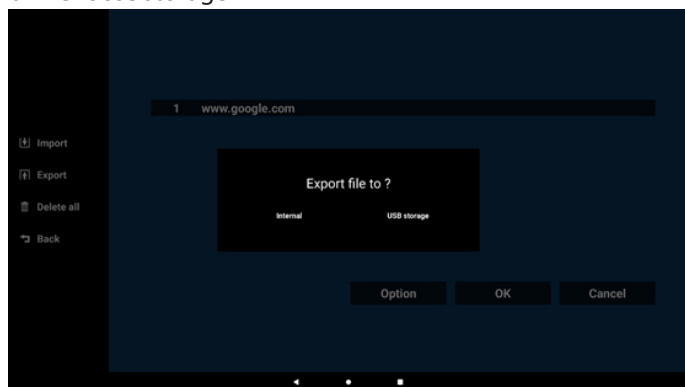 1 www.google.com
Import
Export
Delete all
Back
Export file to ?
Internal USB storage
Option OK Cancel